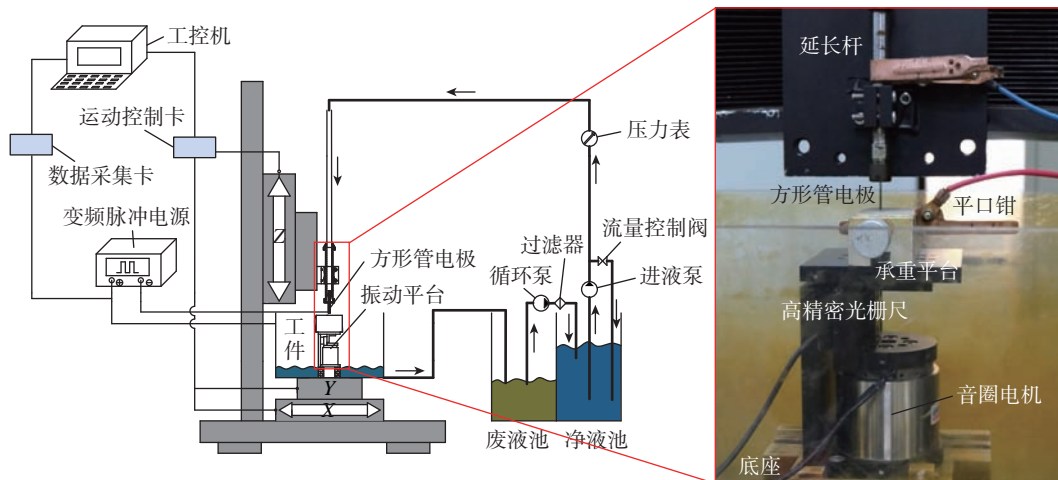 工控机
运动控制卡
数据采集卡
变频脉冲电源
Z
压力表
流量控制阀
过滤器
循环泵
进液泵
方形管电极
振动平台
工
件
Y
X
废液池
净液池
延长杆
方形管电极
平口钳
承重平台
高精密光栅尺
音圈电机
底座